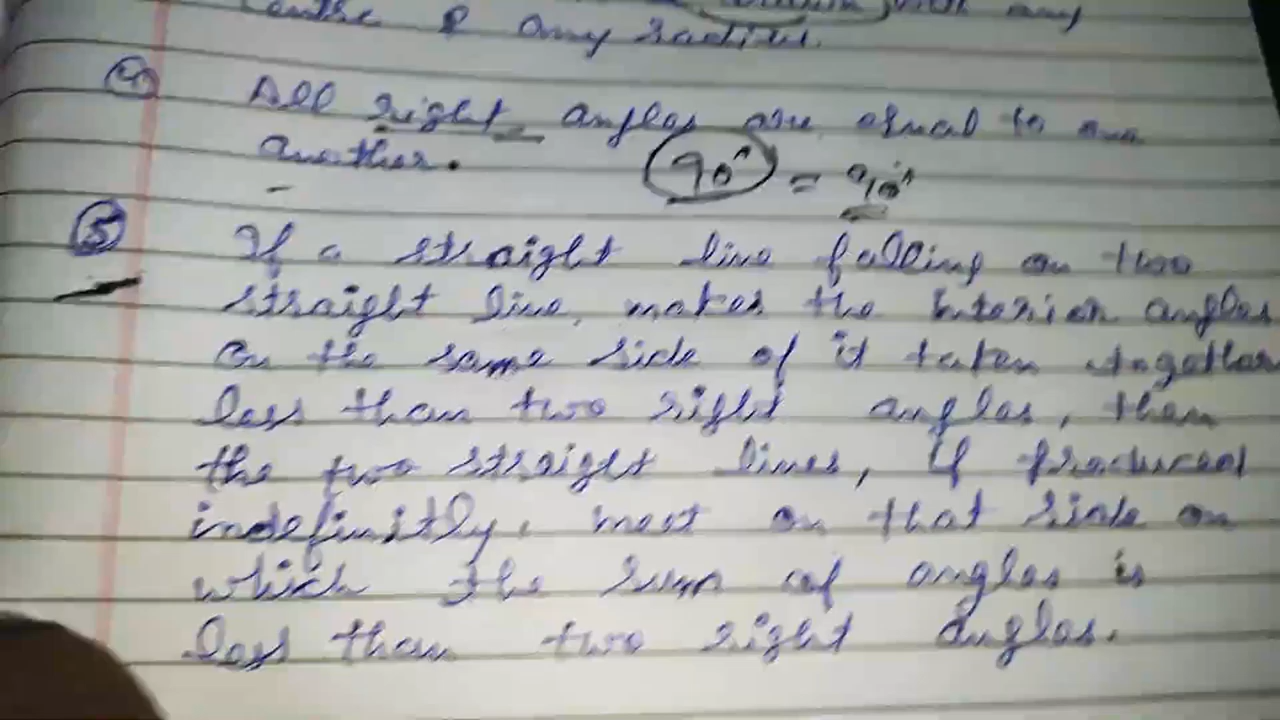 centre & any radius.
with any
④ All right angles are equal to one
another. 90° = 90°
⑤ If a straight line falling on two
straight line, makes the interior angles
on the same side of it taken together
less than two right angles, then
the two straight lines, if produced
indefinitly, meet on that side on
which the sum of angles is
less than two right angles.